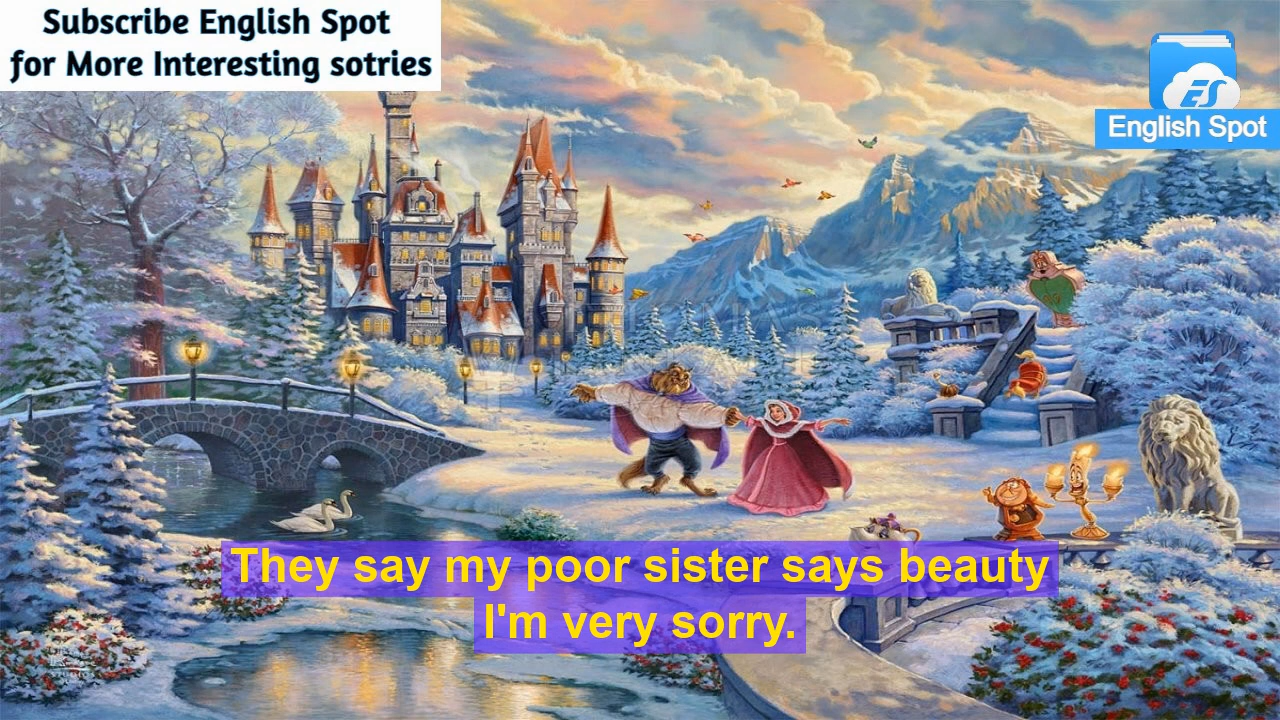 Subscribe English Spot
for More Interesting sotries
ES
English Spot
They say my poor sister says beauty
I'm very sorry.